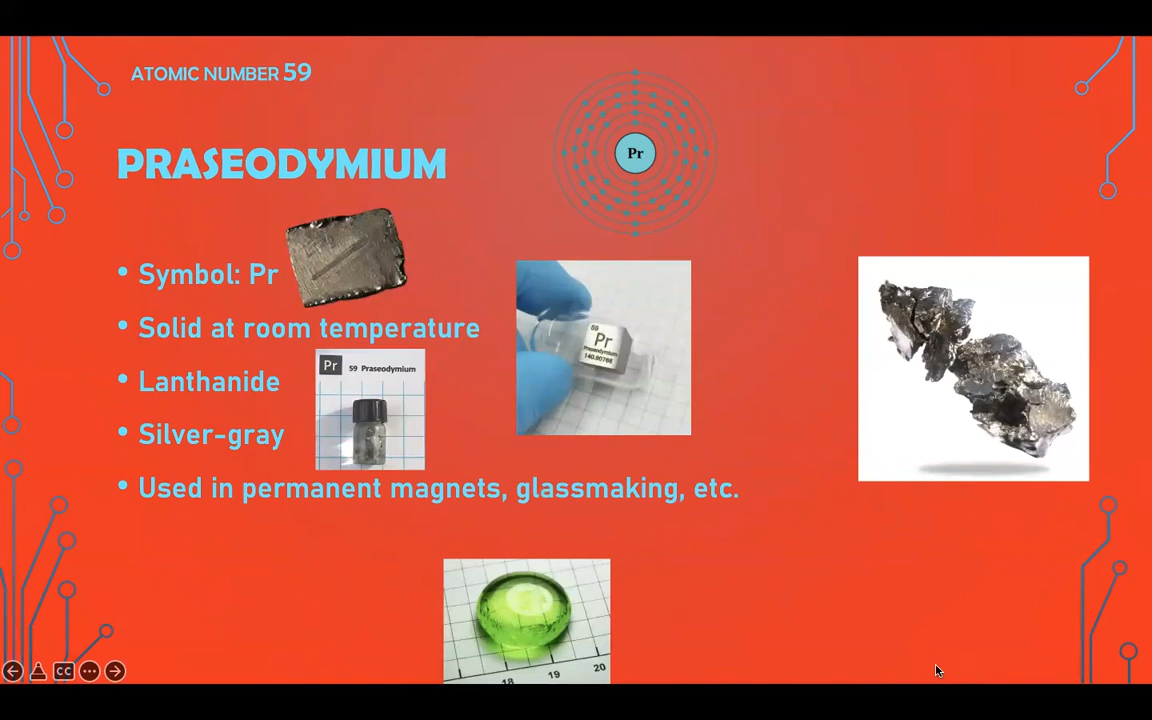 ATOMIC NUMBER 59
Pr
PRASEODYMIUM
• Symbol: Pr
• Solid at room temperature
59
Pr
Praseodymium
140.90766
Pr 59 Praseodymium
• Lanthanide
• Silver-gray
• Used in permanent magnets, glassmaking, etc.
18 19 20
CC